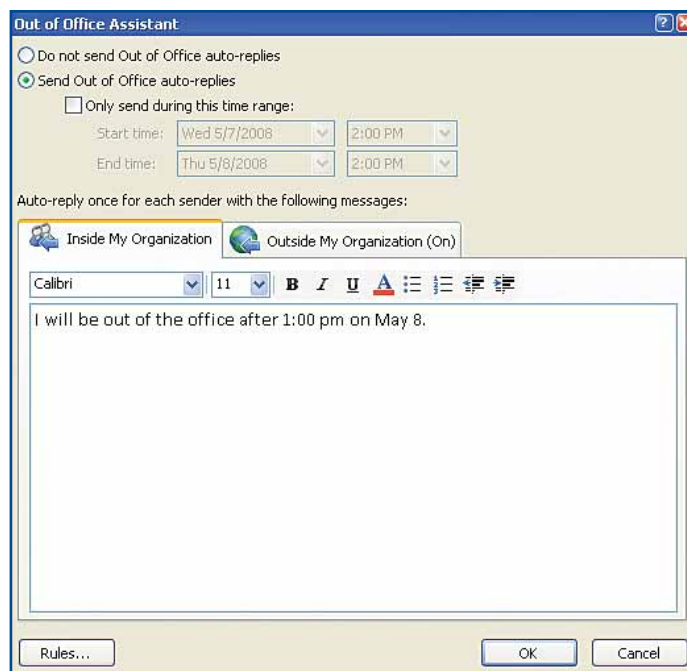 Out of Office Assistant
Do not send Out of Office auto-replies
Send Out of Office auto-replies
Only send during this time range:
Start time: Wed 5/7/2008 2:00 PM
End time: Thu 5/8/2008 2:00 PM
Auto-reply once for each sender with the following messages:
Inside My Organization Outside My Organization (On)
Calibri 11 B I U A
I will be out of the office after 1:00 pm on May 8.
Rules... OK Cancel